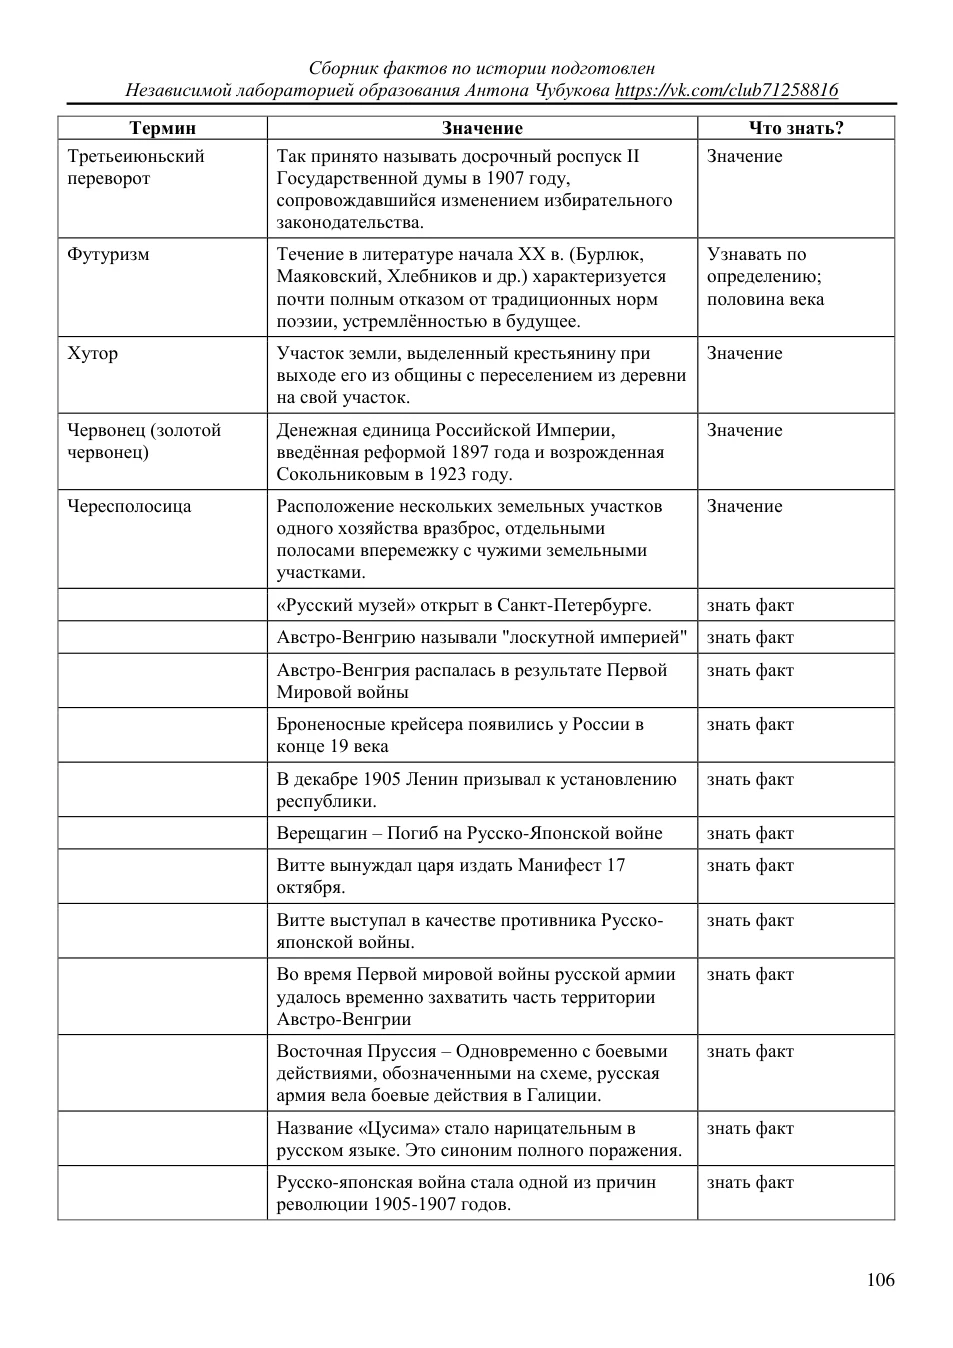 Сборник фактов по истории подготовлен
Независимой лабораторией образования Антона Чубукова https://vk.com/club71258816
Термин Значение Что знать?
Третьеиюньский Так принято называть досрочный роспуск II Значение
переворот Государственной думы в 1907 году,
сопровождавшийся изменением избирательного
законодательства.
Футуризм Течение в литературе начала XX в. (Бурлюк, Узнавать по
Маяковский, Хлебников и др.) характеризуется определению;
почти полным отказом от традиционных норм половина века
поэзии, устремлённостью в будущее.
Хутор Участок земли, выделенный крестьянину при Значение
выходе его из общины с переселением из деревни
на свой участок.
Червонец (золотой Денежная единица Российской Империи, Значение
червонец) введённая реформой 1897 года и возрожденная
Сокольниковым в 1923 году.
Чересполосица Расположение нескольких земельных участков Значение
одного хозяйства вразброс, отдельными
полосами вперемежку с чужими земельными
участками.
«Русский музей» открыт в Санкт-Петербурге. знать факт
Австро-Венгрию называли "лоскутной империей" знать факт
Австро-Венгрия распалась в результате Первой знать факт
Мировой войны
Броненосные крейсера появились у России в знать факт
конце 19 века
В декабре 1905 Ленин призывал к установлению знать факт
республики.
Верещагин – Погиб на Русско-Японской войне знать факт
Витте вынуждал царя издать Манифест 17 знать факт
октября.
Витте выступал в качестве противника Русско- знать факт
японской войны.
Во время Первой мировой войны русской армии знать факт
удалось временно захватить часть территории
Австро-Венгрии
Восточная Пруссия – Одновременно с боевыми знать факт
действиями, обозначенными на схеме, русская
армия вела боевые действия в Галиции.
Название «Цусима» стало нарицательным в знать факт
русском языке. Это синоним полного поражения.
Русско-японская война стала одной из причин знать факт
революции 1905-1907 годов.
106